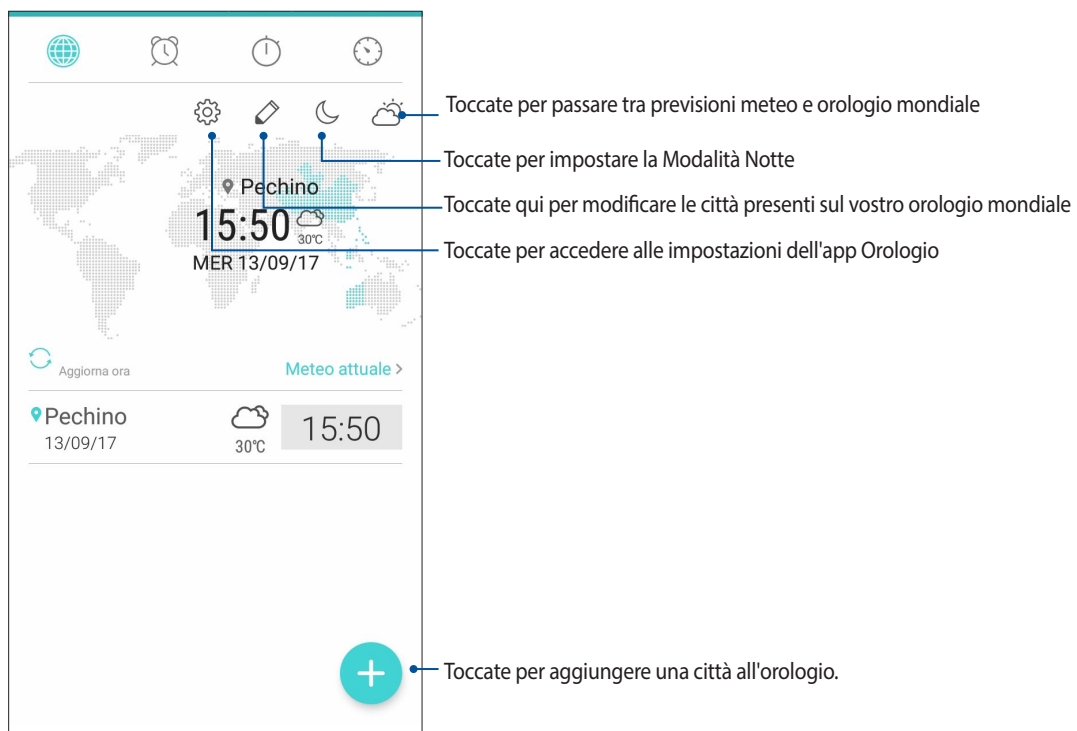 Toccate per passare tra previsioni meteo e orologio mondiale
Toccate per impostare la Modalità Notte
Pechino
Toccate qui per modificare le città presenti sul vostro orologio mondiale
15:50
30°C
Toccate per accedere alle impostazioni dell'app Orologio
MER 13/09/17
Aggiorna ora
Meteo attuale >
Pechino
13/09/17
30°C
15:50
Toccate per aggiungere una città all'orologio.